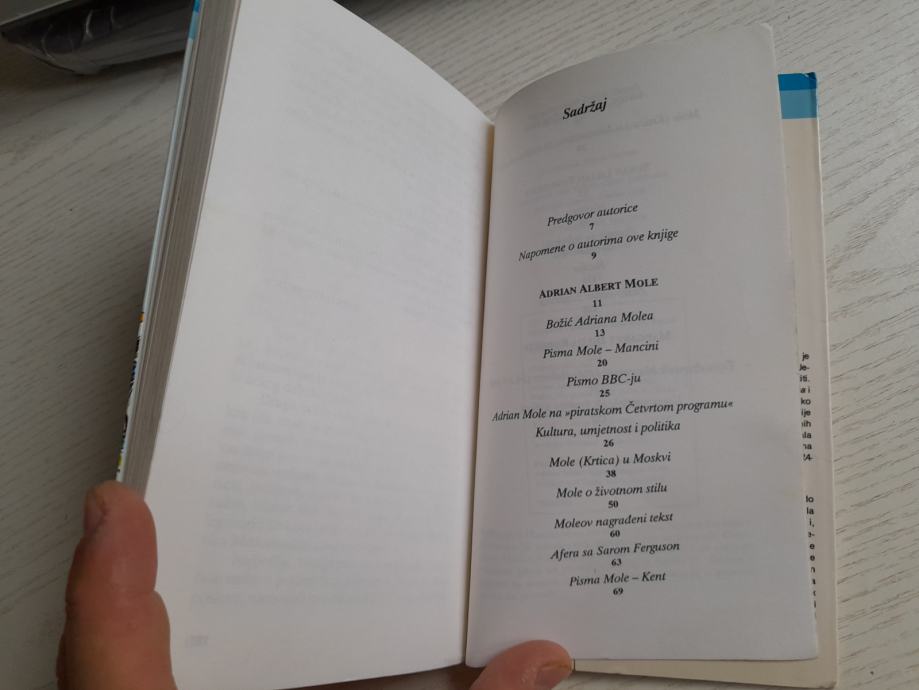 Sadržaj
Predgovor autorice
7
Napomene o autorima ove knjige
9
ADRIAN ALBERT MOLE
11
Božić Adriana Molea
13
Pisma Mole – Mancini
20
Pismo BBC-ju
25
Adrian Mole na »piratskom Četvrtom programu«
Kultura, umjetnost i politika
26
Mole (Krtica) u Moskvi
38
Mole o životnom stilu
50
Moleov nagrađeni tekst
60
Afera sa Sarom Ferguson
63
Pisma Mole – Kent
69
je